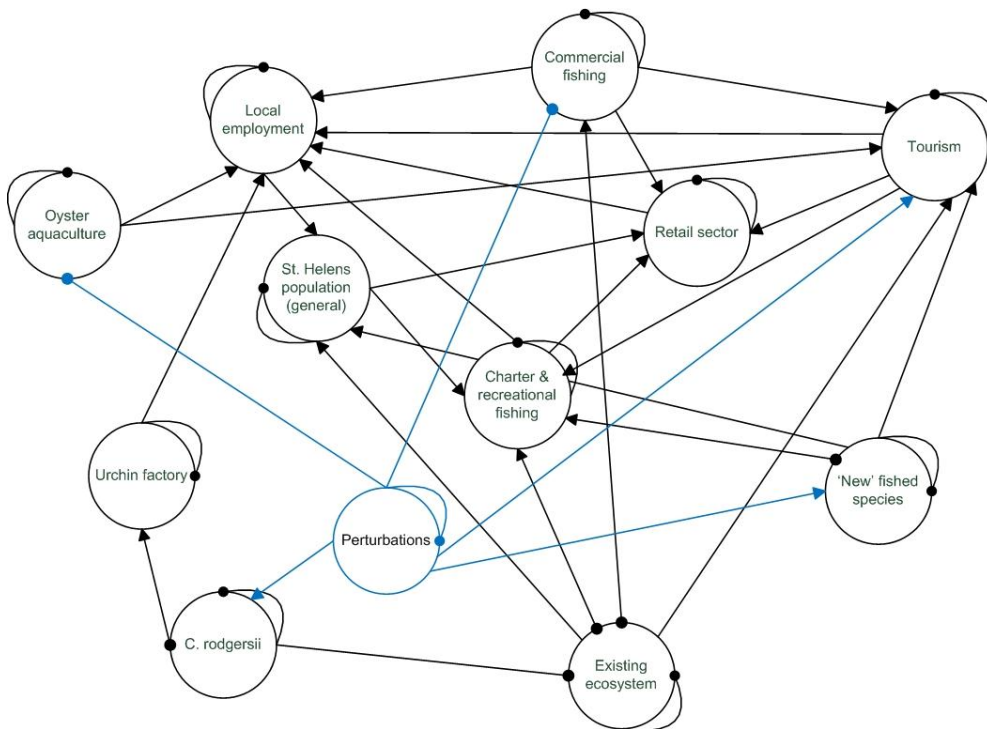 Commercial
fishing
Local
employment
Tourism
Oyster
aquaculture
Retail sector
St. Helens
population
(general)
Charter &
recreational
fishing
Urchin factory
‘New’ fished
species
Perturbations
C. rodgersii
Existing
ecosystem